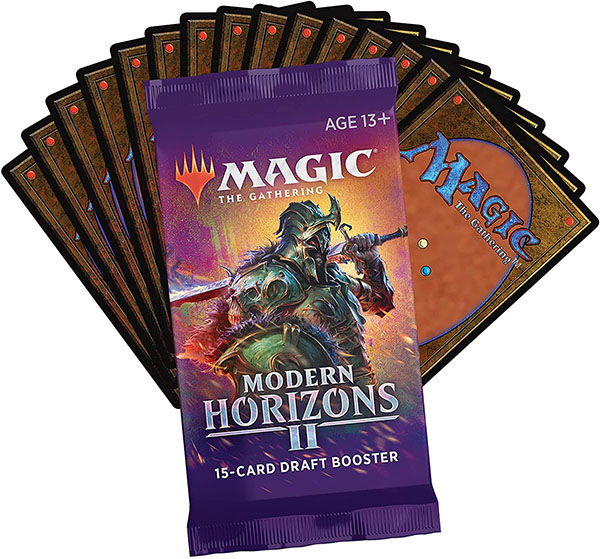 AGE 13+
MAGIC
THE GATHERING
MODERN
HORIZONS
II
15-CARD DRAFT BOOSTER
MAGIC
The Gathering